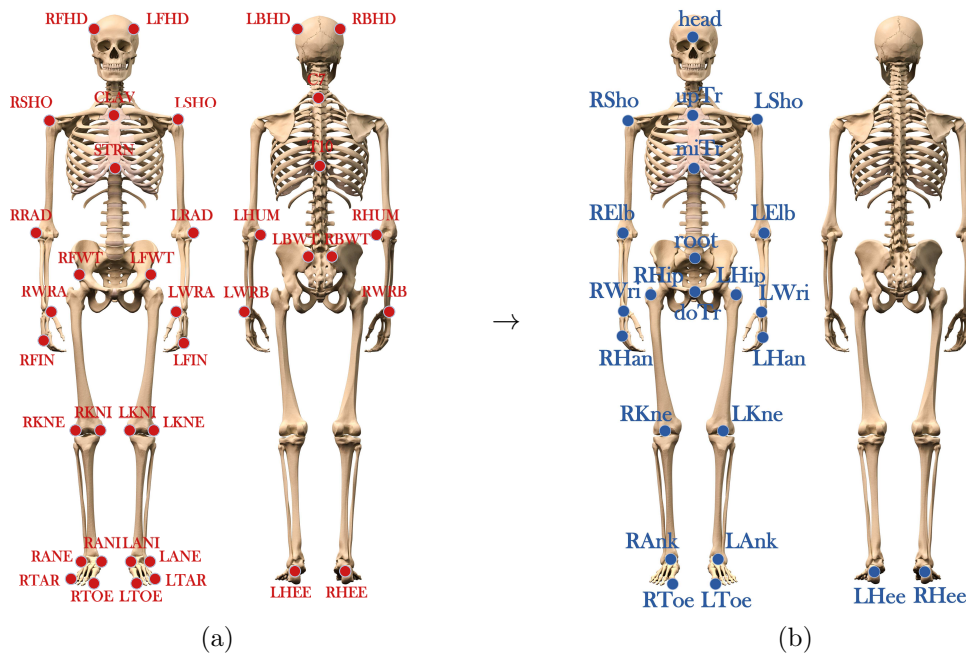 RFHD LFHD
LBHD RBHD
C7
RSHO CLAV LSHO
STRN
T10
RRAD LRAD
LHUM RHUM
LBWT RBWT
RFWT LFWT
RWRA LWRA
LWRB RWRB
RFIN LFIN
RKNE RKNI LKNI LKNE
RANE RANI LANI LANE
RTAR LTAR
RTOE LTOE
LHEE RHEE
(a)
→
head
RSho upTr LSho
miTr
RElb LElb
root
RHip LHip
RWri LWri
doTr
RHan LHan
RKne LKne
RAnk LAnk
RToe LToe
LHee RHee
(b)